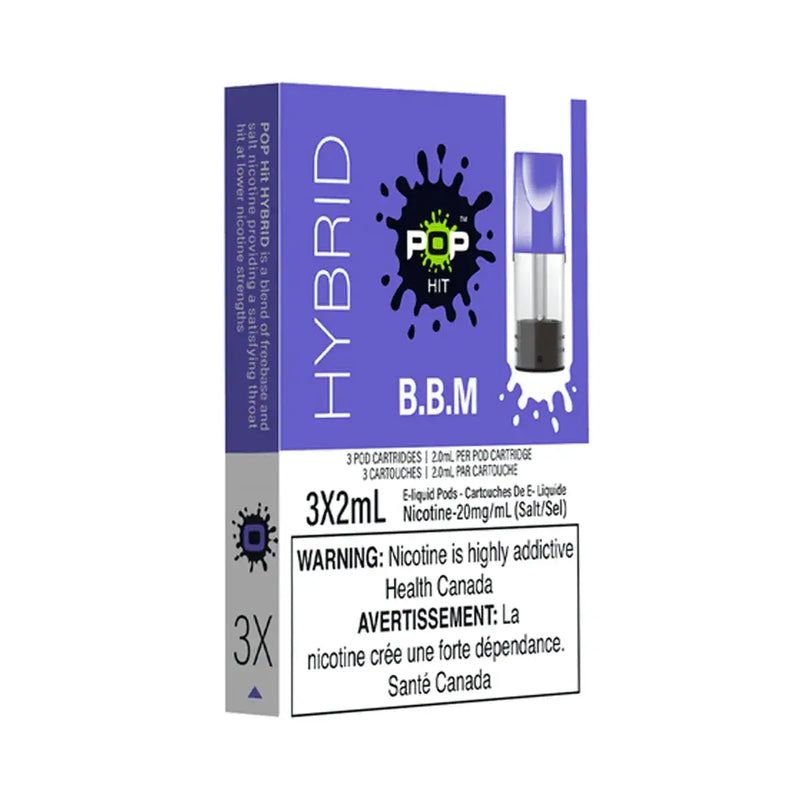 POP Hit HYBRID is a blend of freebase and
salt nicotine providing a satisfying throat
hit at lower nicotine strengths
3X
HYBRID
POP™
HIT
B.B.M
3 POD CARTRIDGES | 2.0mL PER POD CARTRIDGE
3 CARTOUCHES | 2.0mL PAR CARTOUCHE
3X2mL
E-liquid Pods - Cartouches De E- Liquide
Nicotine-20mg/mL (Salt/Sel)
WARNING: Nicotine is highly addictive
Health Canada
AVERTISSEMENT: La
nicotine crée une forte dépendance.
Santé Canada